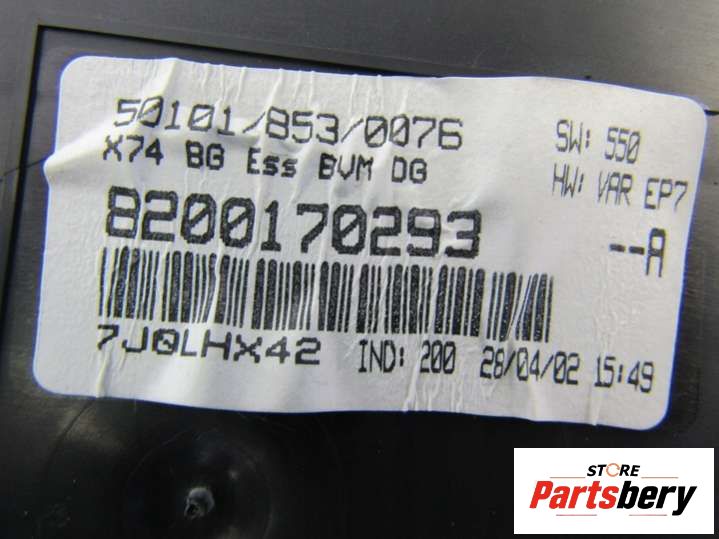 50101/853/0076
SW: 550
X74 BG Ess BVM DG
HW: VAR EP7
8200170293
--A
7J0LHX42 IND: 200 28/04/02 15:49
STORE
Partsbery